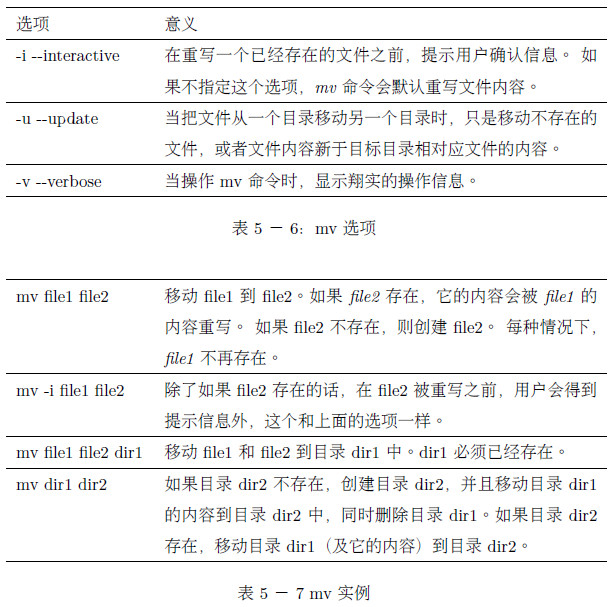 选项 意义
-i --interactive 在重写一个已经存在的文件之前，提示用户确认信息。 如
果不指定这个选项，mv 命令会默认重写文件内容。
-u --update 当把文件从一个目录移动另一个目录时，只是移动不存在的
文件，或者文件内容新于目标目录相对应文件的内容。
-v --verbose 当操作 mv 命令时，显示翔实的操作信息。
表 5 － 6: mv 选项
mv file1 file2 移动 file1 到 file2。如果 file2 存在，它的内容会被 file1 的
内容重写。 如果 file2 不存在，则创建 file2。 每种情况下，
file1 不再存在。
mv -i file1 file2 除了如果 file2 存在的话，在 file2 被重写之前，用户会得到
提示信息外，这个和上面的选项一样。
mv file1 file2 dir1 移动 file1 和 file2 到目录 dir1 中。dir1 必须已经存在。
mv dir1 dir2 如果目录 dir2 不存在，创建目录 dir2，并且移动目录 dir1
的内容到目录 dir2 中，同时删除目录 dir1。如果目录 dir2
存在，移动目录 dir1（及它的内容）到目录 dir2。
表 5 － 7 mv 实例